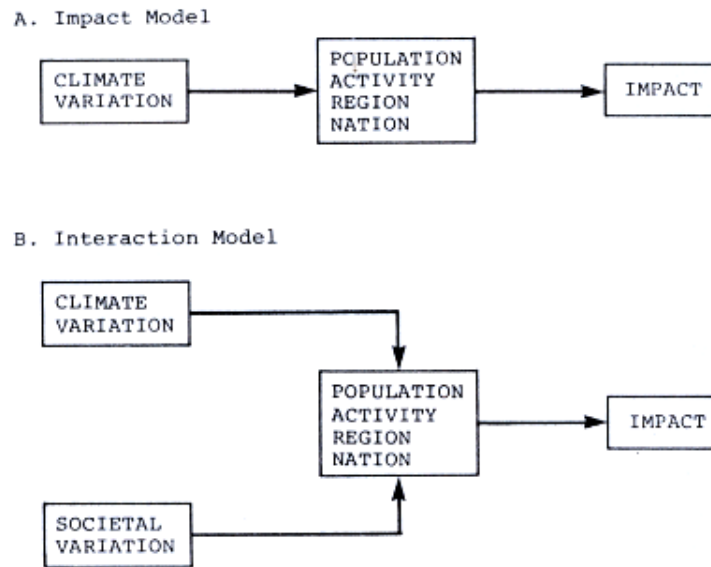 A. Impact Model
CLIMATE
VARIATION
POPULATION
ACTIVITY
REGION
NATION
IMPACT
B. Interaction Model
CLIMATE
VARIATION
POPULATION
ACTIVITY
REGION
NATION
IMPACT
SOCIETAL
VARIATION